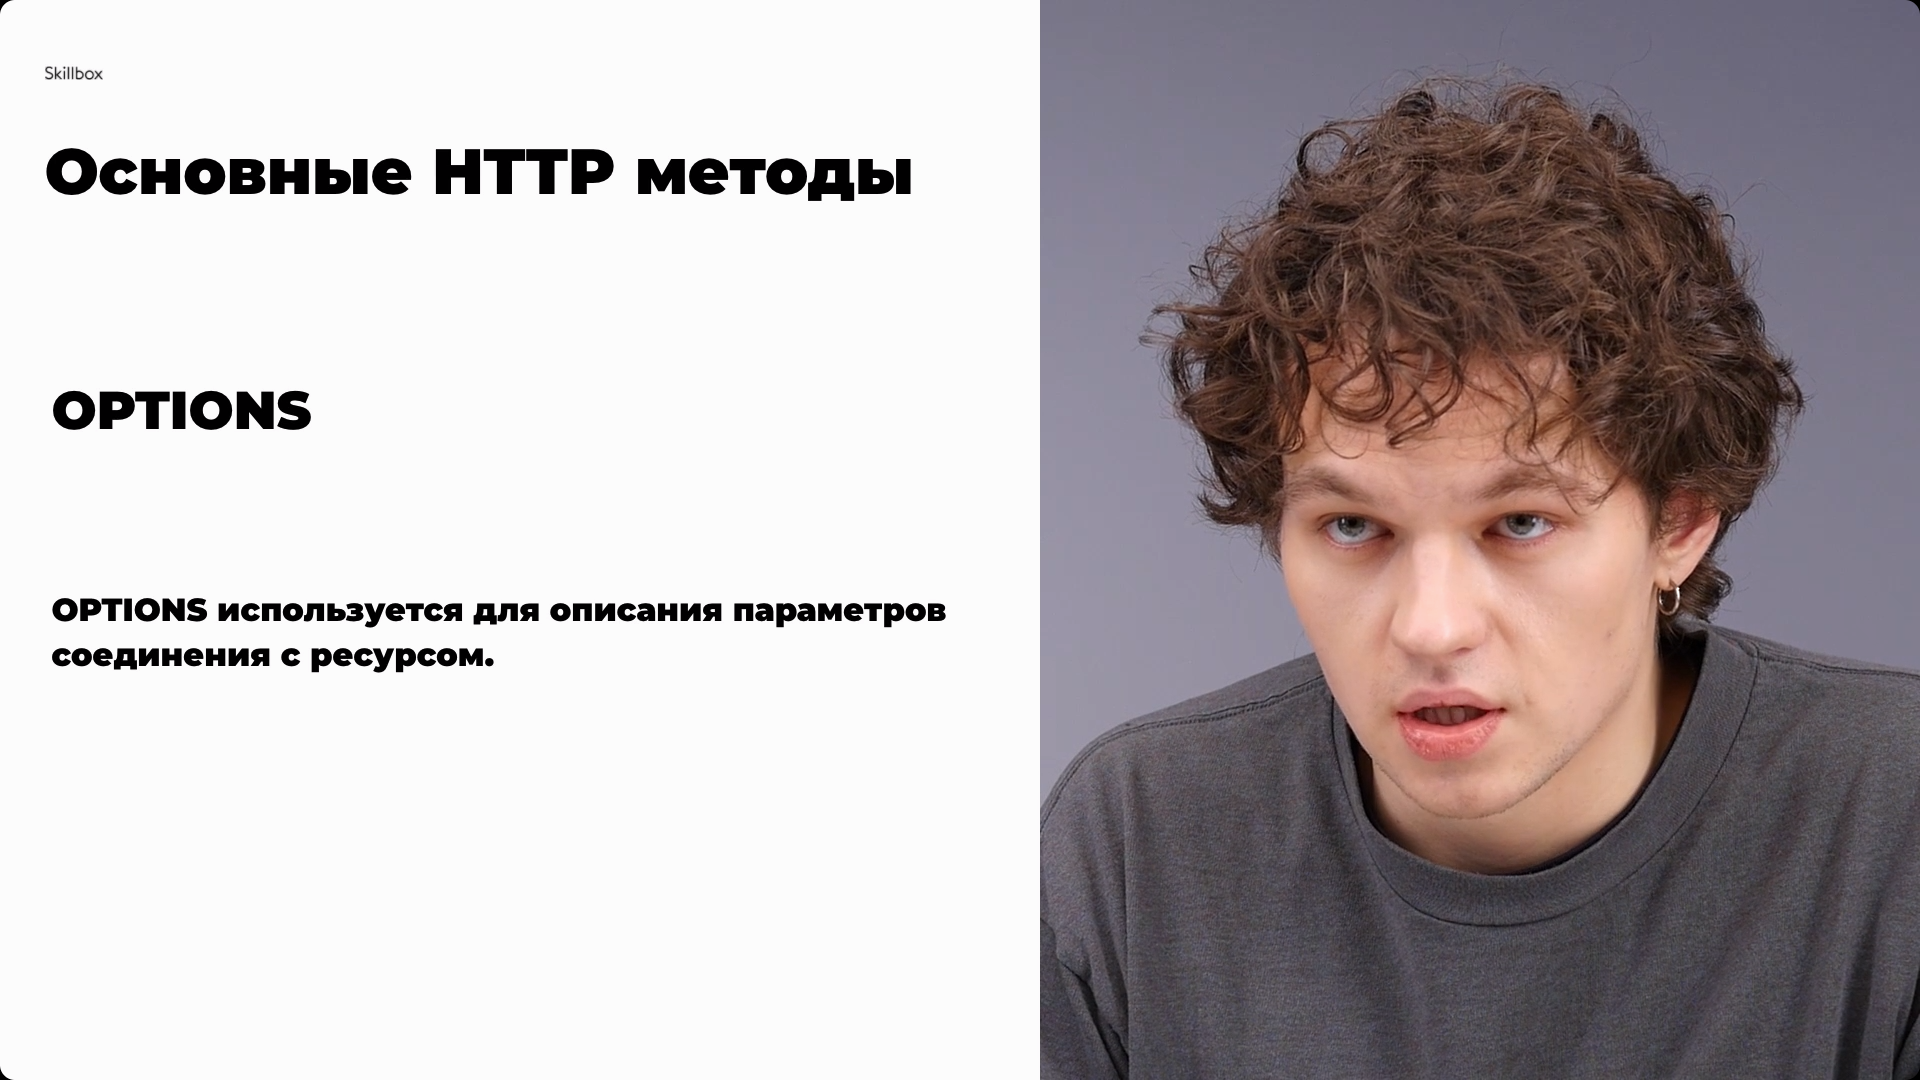 Skillbox
Основные HTTP методы
OPTIONS
OPTIONS используется для описания параметров
соединения с ресурсом.